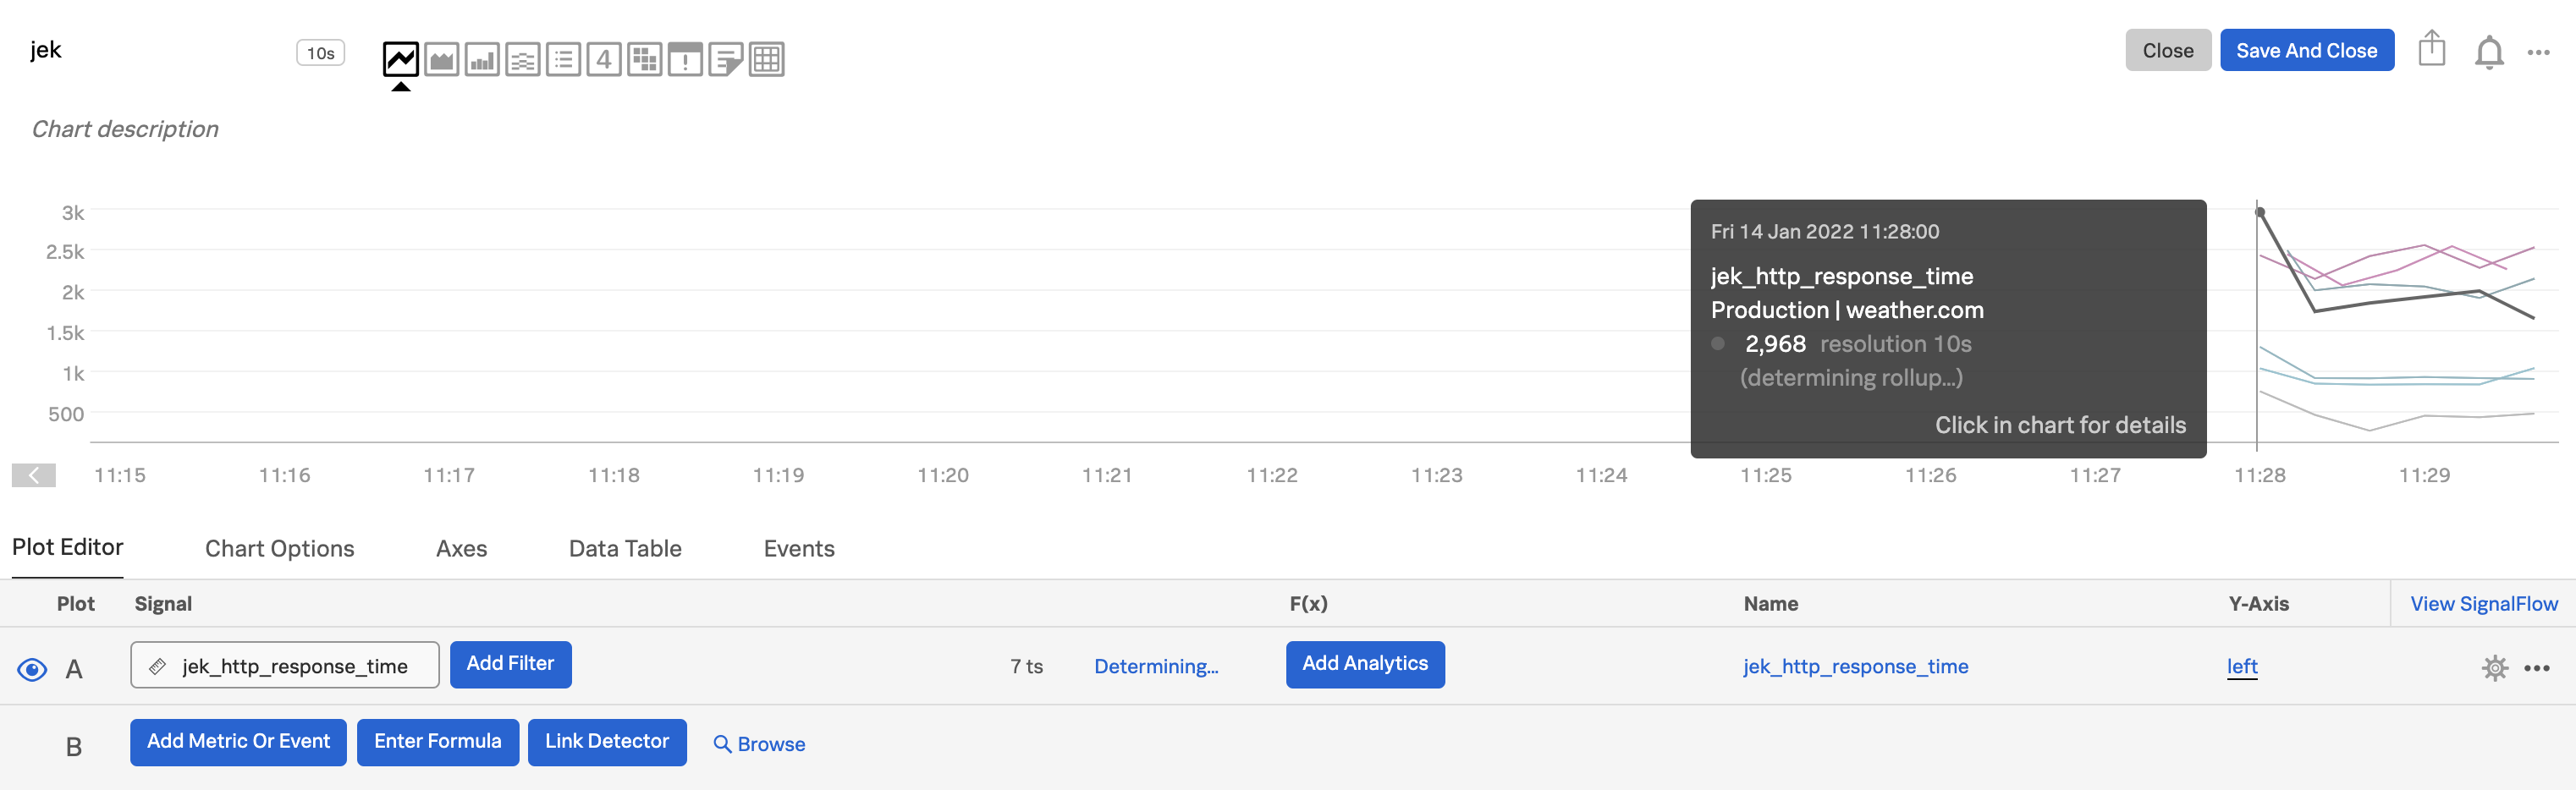 jek
10s
4
Close
Save And Close
Chart description
3k
2.5k
2k
1.5k
1k
500
Fri 14 Jan 2022 11:28:00
jek_http_response_time
Production | weather.com
2,968 resolution 10s
(determining rollup...)
Click in chart for details
11:15 11:16 11:17 11:18 11:19 11:20 11:21 11:22 11:23 11:24 11:25 11:26 11:27 11:28 11:29
Plot Editor Chart Options Axes Data Table Events
Plot Signal F(x) Name Y-Axis View SignalFlow
A jek_http_response_time Add Filter 7 ts Determining... Add Analytics jek_http_response_time left
B Add Metric Or Event Enter Formula Link Detector Browse